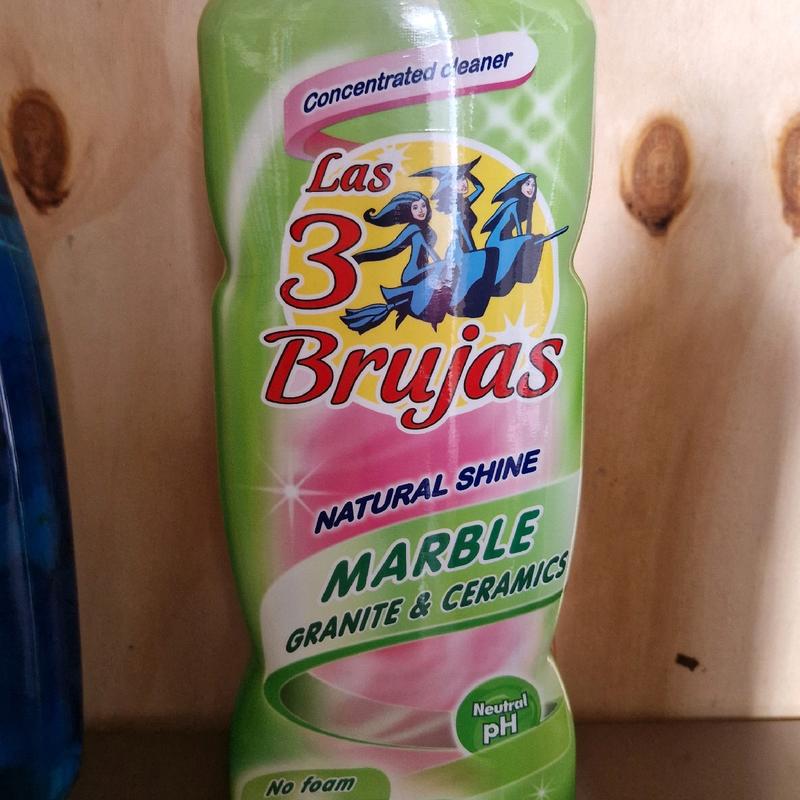 Concentrated cleaner
Las
3
Brujas
NATURAL SHINE
MARBLE
GRANITE & CERAMICS
Neutral
pH
No foam